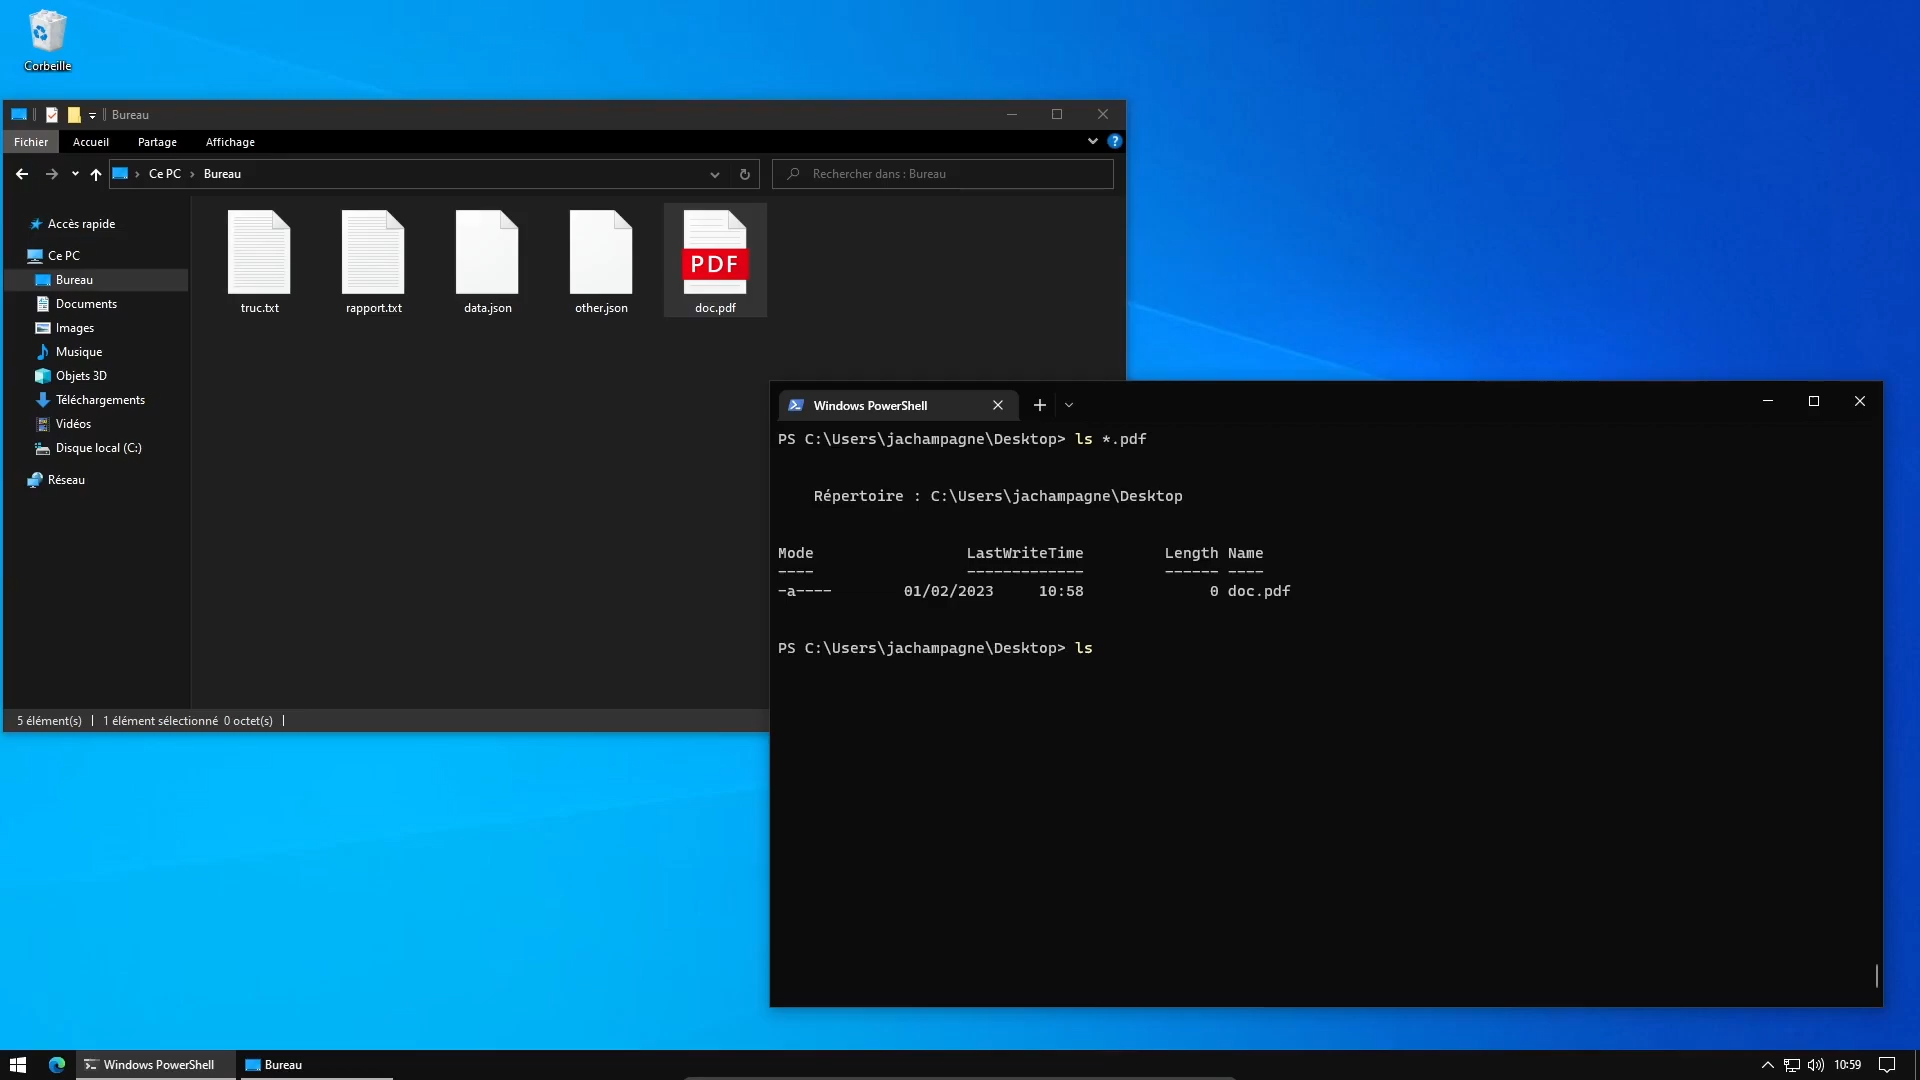 Corbeille
Bureau
Fichier Accueil Partage Affichage
Ce PC › Bureau
Rechercher dans : Bureau
Accès rapide
Ce PC
Bureau
Documents
Images
Musique
Objets 3D
Téléchargements
Vidéos
Disque local (C:)
Réseau
truc.txt rapport.txt data.json other.json PDF doc.pdf
5 élément(s) | 1 élément sélectionné 0 octet(s) |
Windows PowerShell
PS C:\Users\jachampagne\Desktop> ls *.pdf
Répertoire : C:\Users\jachampagne\Desktop
Mode LastWriteTime Length Name
---- ------------- ------ ----
-a---- 01/02/2023 10:58 0 doc.pdf
PS C:\Users\jachampagne\Desktop> ls
Windows PowerShell Bureau 10:59